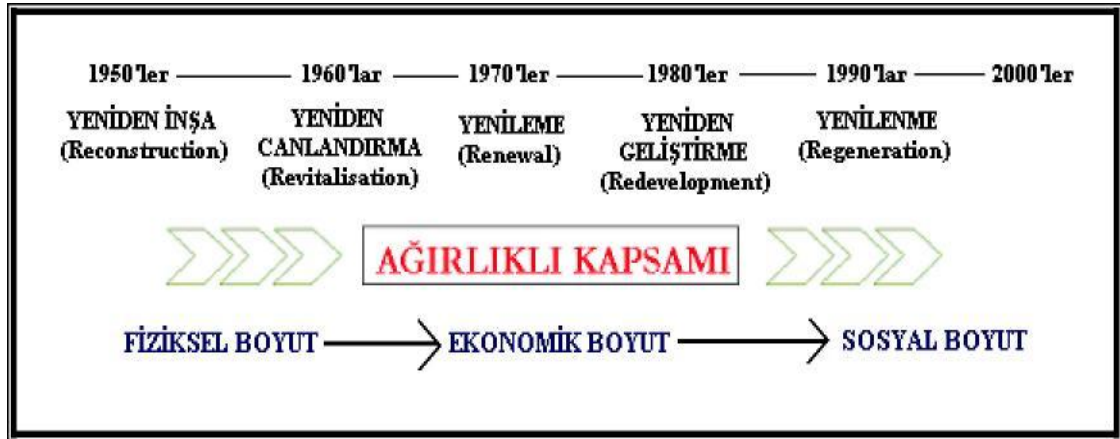 1950'ler 1960'lar 1970'ler 1980'ler 1990'lar 2000'ler
YENİDEN İNŞA
(Reconstruction)
YENİDEN
CANLANDIRMA
(Revitalisation)
YENİLEME
(Renewal)
YENİDEN
GELİŞTİRME
(Redevelopment)
YENİLENME
(Regeneration)
AĞIRLIKLI KAPSAMI
FİZİKSEL BOYUT EKONOMİK BOYUT SOSYAL BOYUT